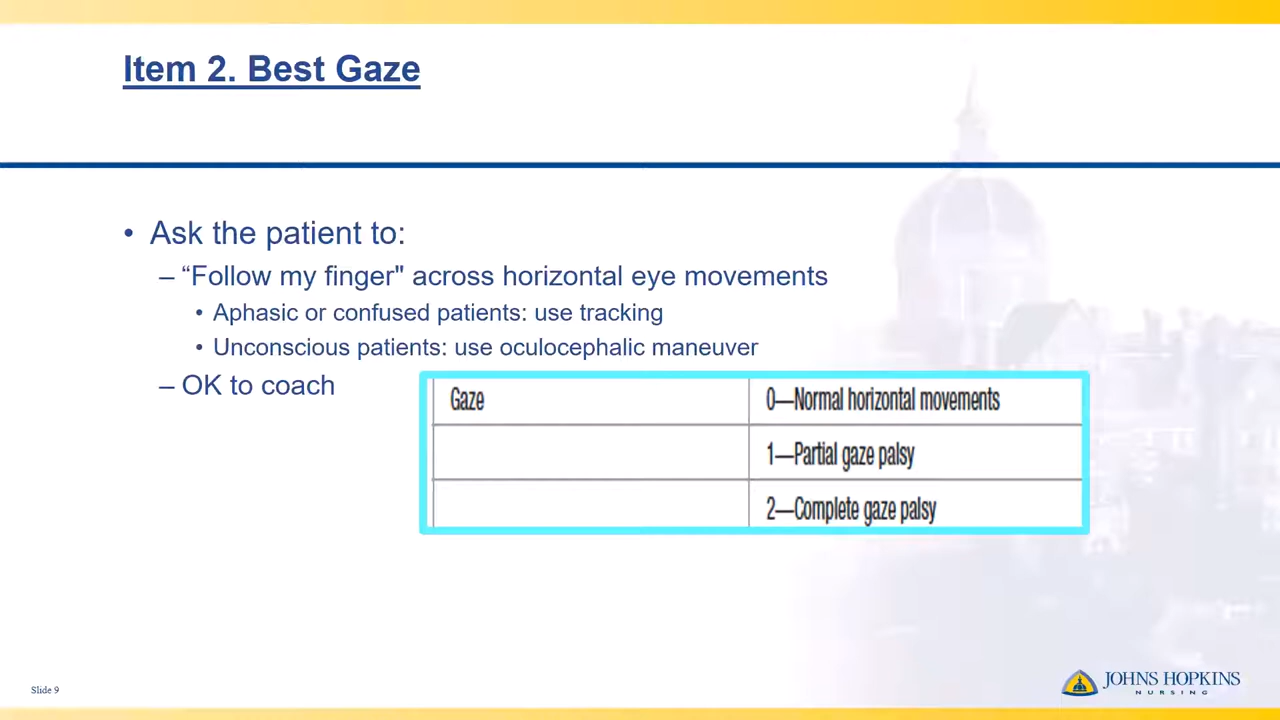 Item 2. Best Gaze
• Ask the patient to:
– “Follow my finger" across horizontal eye movements
• Aphasic or confused patients: use tracking
• Unconscious patients: use oculocephalic maneuver
– OK to coach
Gaze 0—Normal horizontal movements
1—Partial gaze palsy
2—Complete gaze palsy
Slide 9
JOHNS HOPKINS
NURSING